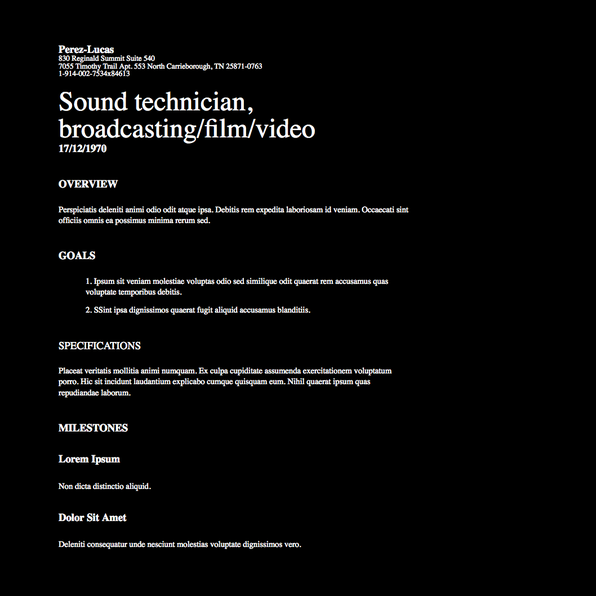 Perez-Lucas
830 Reginald Summit Suite 540
7055 Timothy Trail Apt. 553 North Carrieborough, TN 25871-0763
1-914-002-7534x84613
Sound technician,
broadcasting/film/video
17/12/1970
OVERVIEW
Perspiciatis deleniti animi odio odit atque ipsa. Debitis rem expedita laboriosam id veniam. Occaecati sint
officiis omnis ea possimus minima rerum sed.
GOALS
1. Ipsum sit veniam molestiae voluptas odio sed similique odit quaerat rem accusamus quas
voluptate temporibus debitis.
2. SSint ipsa dignissimos quaerat fugit aliquid accusamus blanditiis.
SPECIFICATIONS
Placeat veritatis mollitia animi numquam. Ex culpa cupiditate assumenda exercitationem voluptatum
porro. Hic sit incidunt laudantium explicabo cumque quisquam eum. Nihil quaerat ipsum quas
repudiandae laborum.
MILESTONES
Lorem Ipsum
Non dicta distinctio aliquid.
Dolor Sit Amet
Deleniti consequatur unde nesciunt molestias voluptate dignissimos vero.